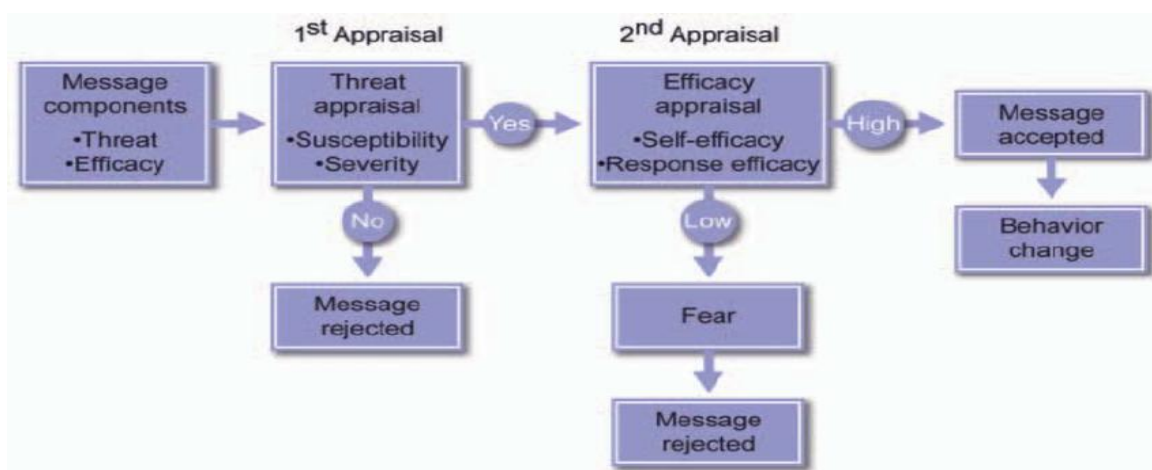 1st Appraisal
2nd Appraisal
Message
components
•Threat
•Efficacy
Threat
appraisal
•Susceptibility
•Severity
Yes
Efficacy
appraisal
•Self-efficacy
•Response efficacy
High
Message
accepted
Behavior
change
No
Message
rejected
Low
Fear
Message
rejected